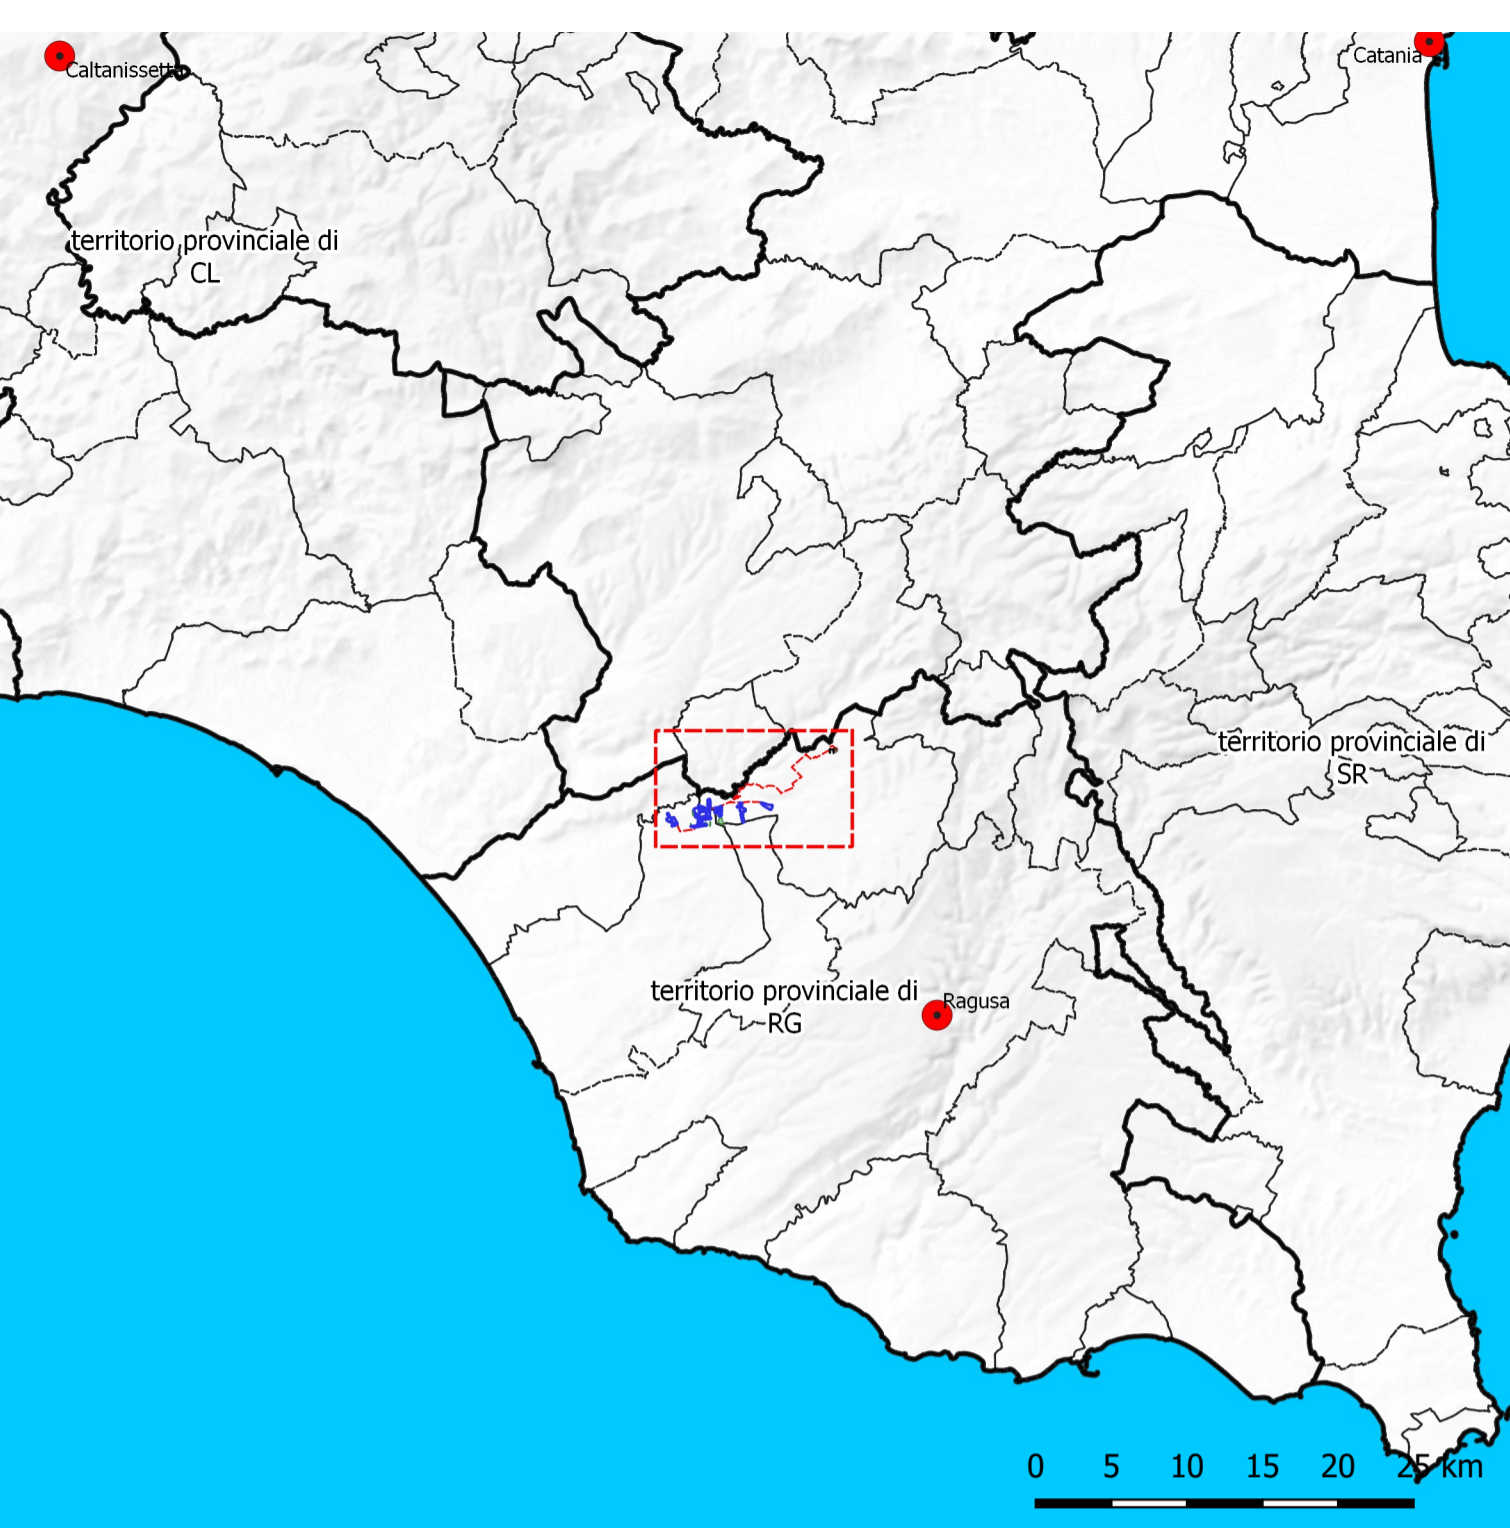 Caltanissetta
Catania
territorio provinciale di
CL
territorio provinciale di
SR
territorio provinciale di
RG
Ragusa
0 5 10 15 20 25 km